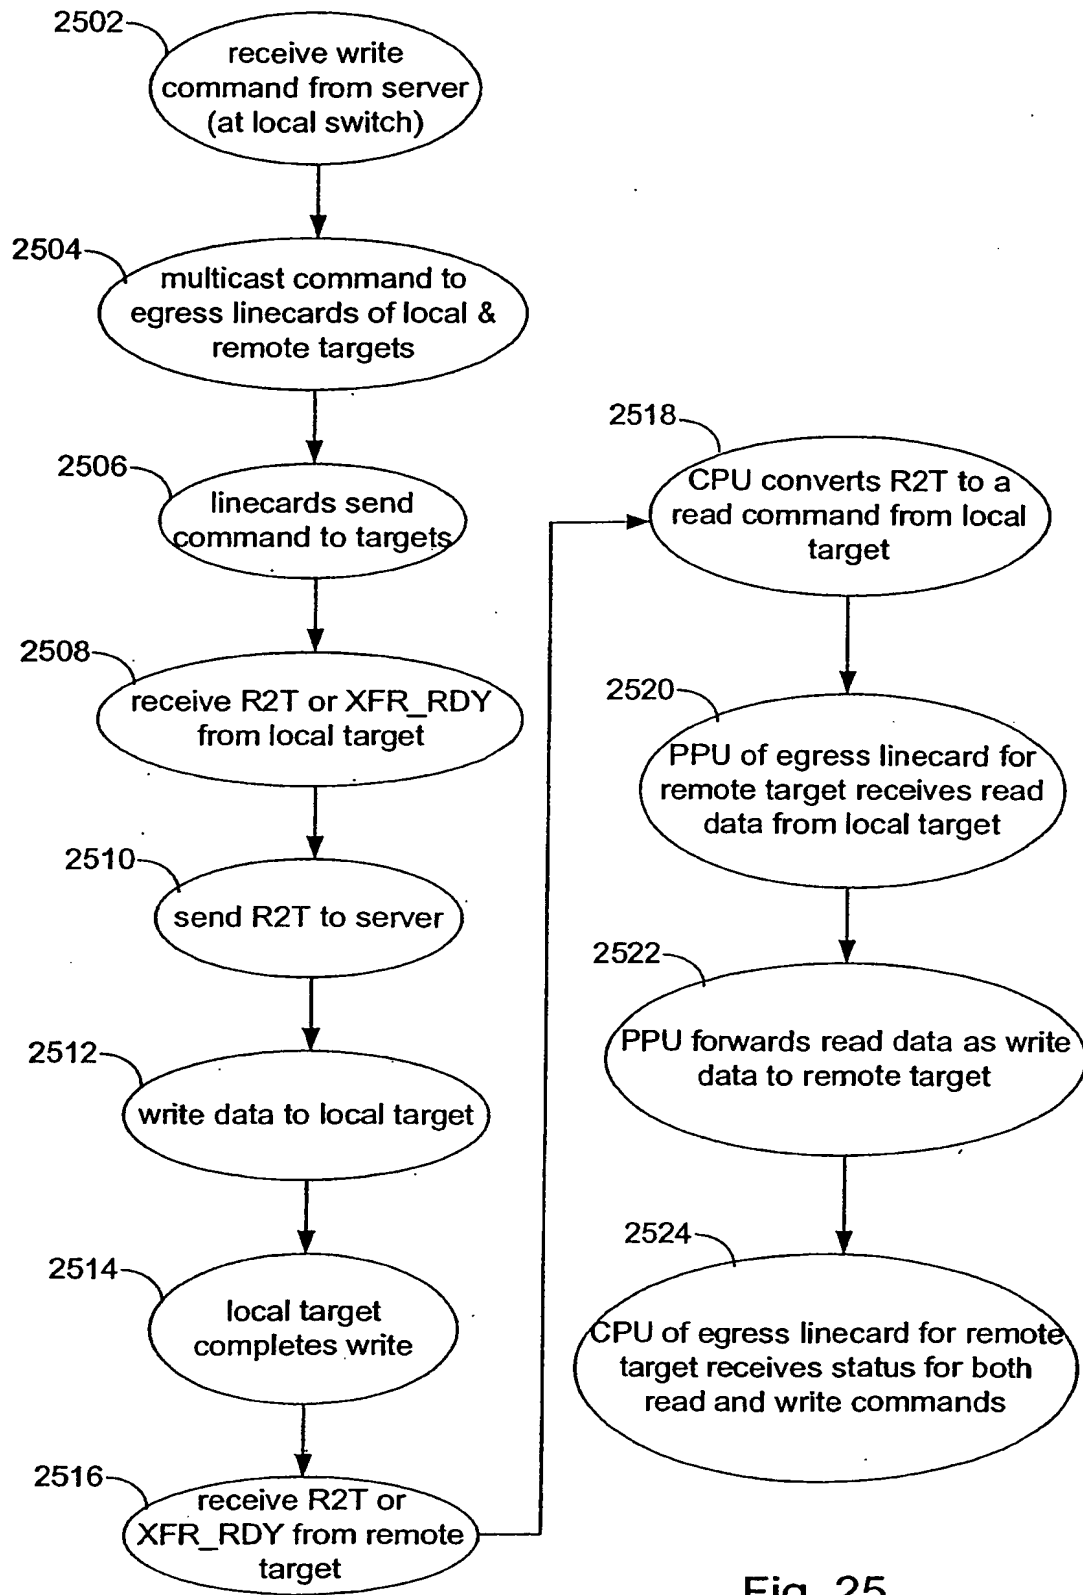 2502
receive write
command from server
(at local switch)
2504
multicast command to
egress linecards of local &
remote targets
2506
linecards send
command to targets
2508
receive R2T or XFR_RDY
from local target
2510
send R2T to server
2512
write data to local target
2514
local target
completes write
2516
receive R2T or
XFR_RDY from remote
target
2518
CPU converts R2T to a
read command from local
target
2520
PPU of egress linecard for
remote target receives read
data from local target
2522
PPU forwards read data as write
data to remote target
2524
CPU of egress linecard for remote
target receives status for both
read and write commands
Fig. 25